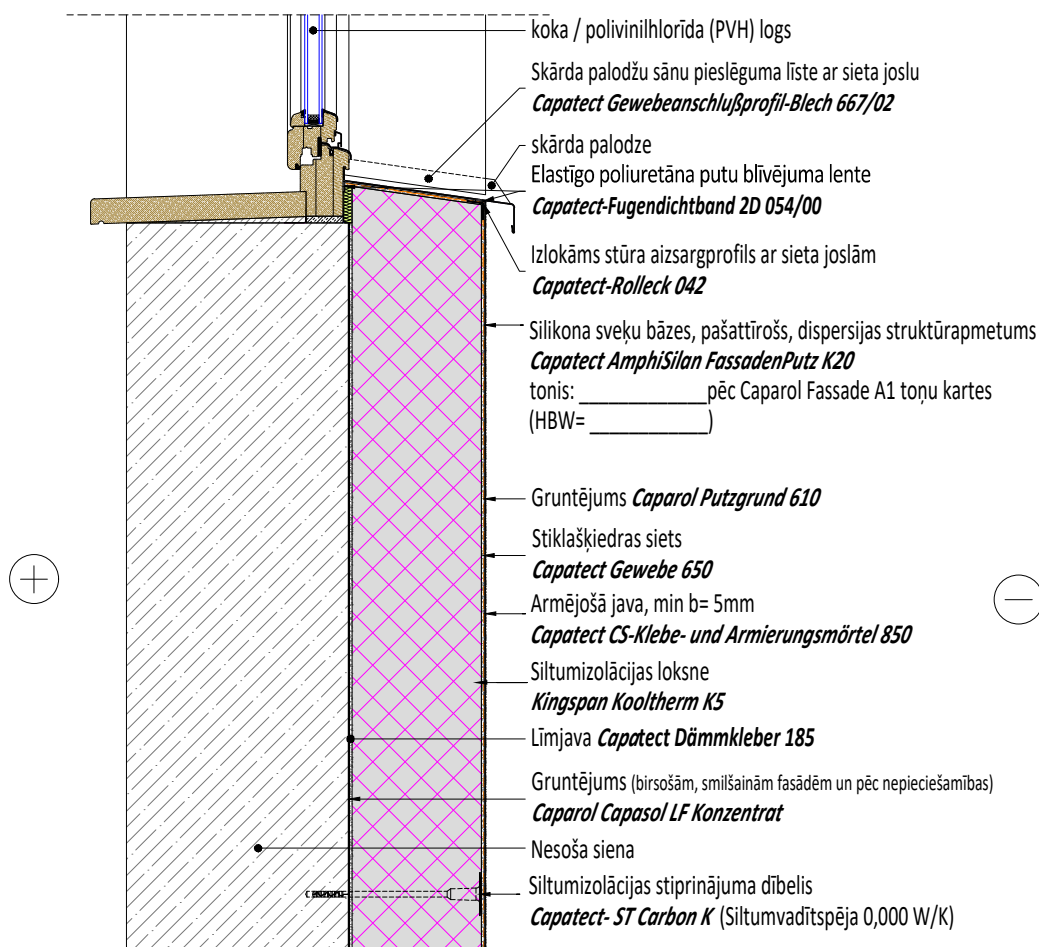 koka / polivinilhlorīda (PVH) logs
Skārda palodžu sānu pieslēguma līste ar sieta joslu
Capatect Gewebeanschlußprofil-Blech 667/02
skārda palodze
Elastīgo poliuretāna putu blīvējuma lente
Capatect-Fugendichtband 2D 054/00
Izlokāms stūra aizsargprofils ar sieta joslām
Capatect-Rolleck 042
Silikona sveķu bāzes, pašattīrošs, dispersijas struktūrapmetums
Capatect AmphiSilan FassadenPutz K20
tonis: _____________pēc Caparol Fassade A1 toņu kartes
(HBW= ____________)
Gruntējums Caparol Putzgrund 610
Stiklašķiedras siets
Capatect Gewebe 650
Armējošā java, min b= 5mm
Capatect CS-Klebe- und Armierungsmörtel 850
Siltumizolācijas loksne
Kingspan Kooltherm K5
Līmjava Capatect Dämmkleber 185
Gruntējums (birsošām, smilšainām fasādēm un pēc nepieciešamības)
Caparol Capasol LF Konzentrat
Nesoša siena
Siltumizolācijas stiprinājuma dībelis
Capatect- ST Carbon K (Siltumvadītspēja 0,000 W/K)